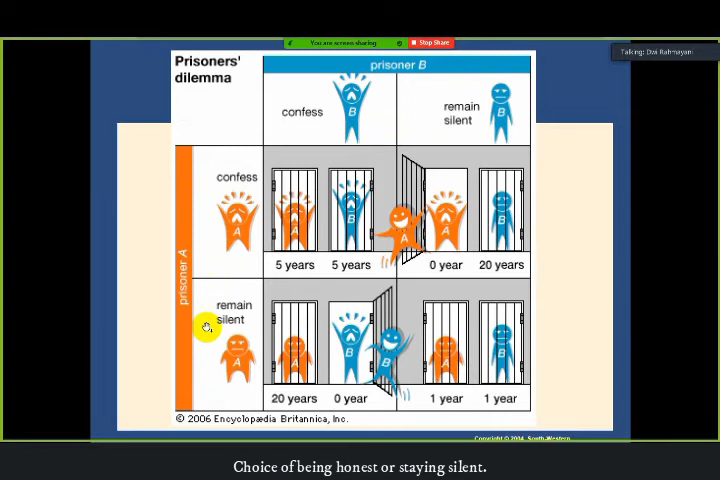 You are screen sharing
Stop Share
Talking: Dwi Rahmayani
Prisoners'
dilemma
prisoner B
confess
B
remain
silent
B
prisoner A
confess
A
A
B
A
A
B
5 years
5 years
0 year
20 years
remain
silent
A
A
B
B
A
B
20 years
0 year
1 year
1 year
© 2006 Encyclopædia Britannica, Inc.
Copyright © 2004 South-Western
Choice of being honest or staying silent.